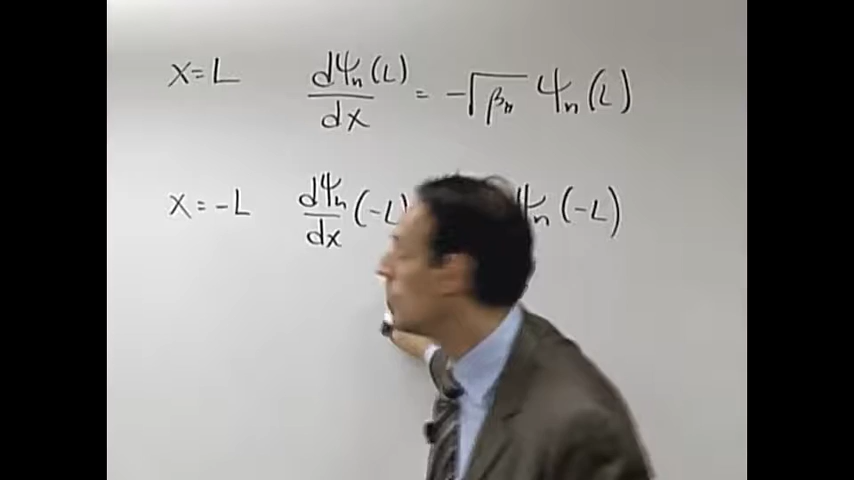 x=L dψₙ(L)/dx = -√βₙ ψₙ(L)
x=-L dψₙ/dx (-L) ψₙ(-L)